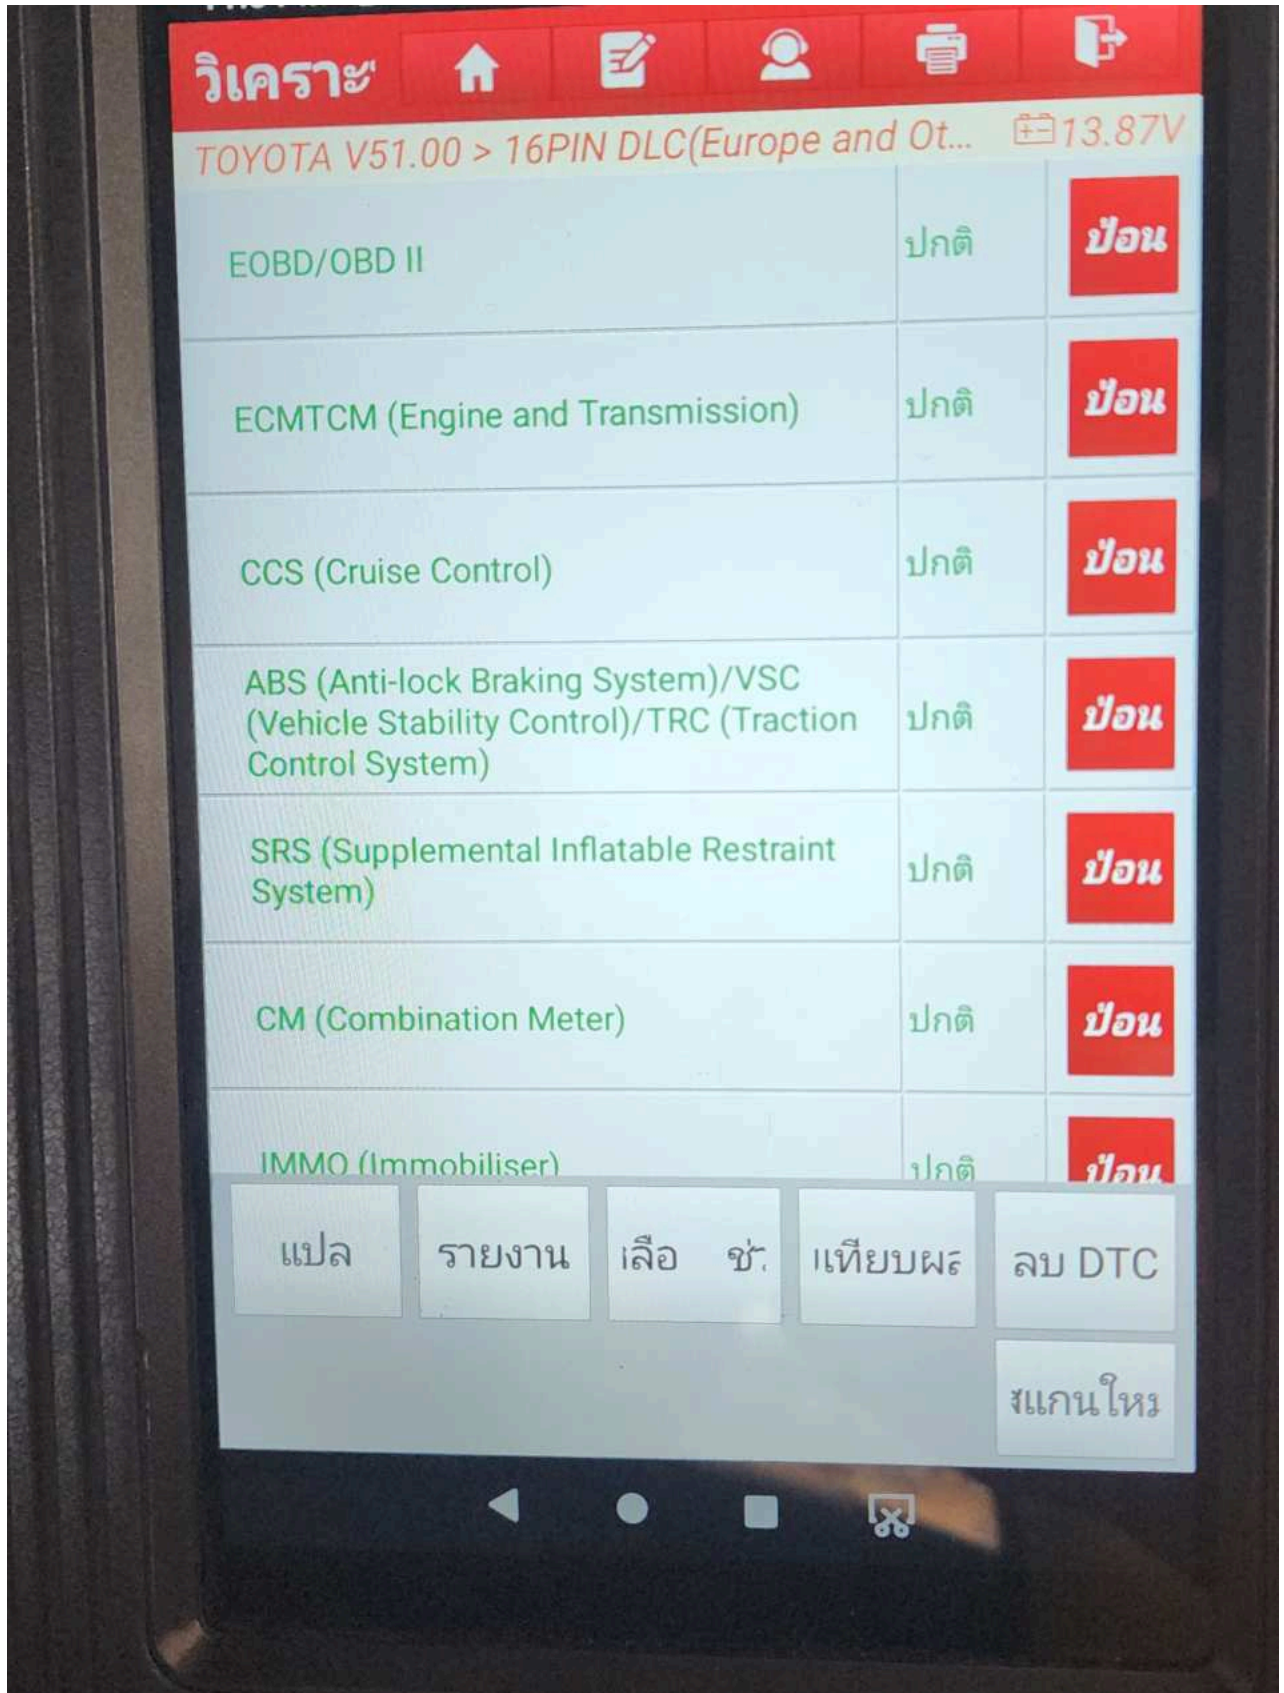 วิเคราะ
TOYOTA V51.00 > 16PIN DLC(Europe and Ot... 13.87V
EOBD/OBD II ปกติ ป้อน
ECMTCM (Engine and Transmission) ปกติ ป้อน
CCS (Cruise Control) ปกติ ป้อน
ABS (Anti-lock Braking System)/VSC
(Vehicle Stability Control)/TRC (Traction
Control System) ปกติ ป้อน
SRS (Supplemental Inflatable Restraint
System) ปกติ ป้อน
CM (Combination Meter) ปกติ ป้อน
IMMO (Immobiliser) ปกติ ป้อน
แปล รายงาน ลือ ช่ แทียบผ ลบ DTC
แกนให